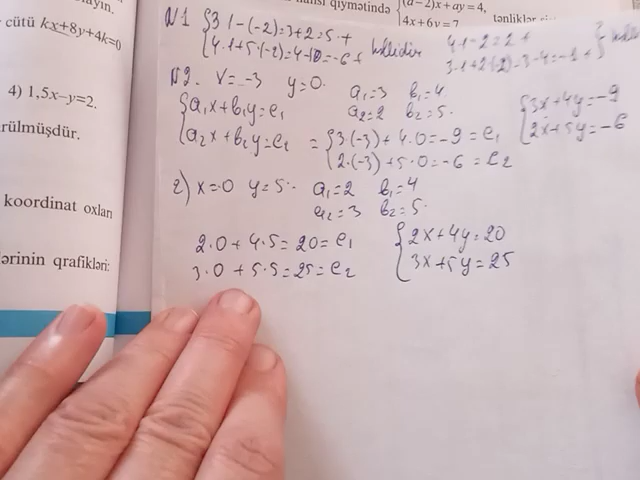 olayın.
cütü kx+8y+4k=0
4) 1,5x–y=2.
rülmüşdür.
koordinat oxları
ərinin qrafikləri:
qiymətində
(a–2)x+ay=4,
4x+6y=7
N1 { 3·1-(-2)=3+2=5 +
4·1+5·(-2)=4-10=-6 +
həllidir
4·1-2=2 +
3·1+2·(-2)=3-4=-1 +
N2. x=-3 y=0
a₁=3 b₁=4
a₂=2 b₂=5.
{ a₁x+b₁y=c₁
a₂x+b₂y=c₂
= { 3·(-3)+4·0=-9=c₁
2·(-3)+5·0=-6=c₂
{ 3x+4y=-9
2x+5y=-6
2) x=0 y=5.
a₁=2 b₁=4
a₂=3 b₂=5.
2·0+4·5=20=c₁
3·0+5·5=25=c₂
{ 2x+4y=20
3x+5y=25